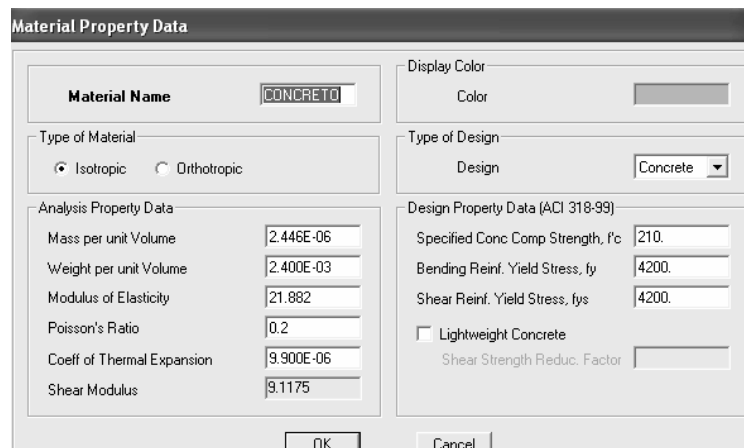 Material Property Data
Material Name CONCRETO
Display Color
Color
Type of Material
Isotropic Orthotropic
Type of Design
Design Concrete
Analysis Property Data
Mass per unit Volume 2.446E-06
Weight per unit Volume 2.400E-03
Modulus of Elasticity 21.882
Poisson's Ratio 0.2
Coeff of Thermal Expansion 9.900E-06
Shear Modulus 9.1175
Design Property Data (ACI 318-99)
Specified Conc Comp Strength, f'c 210.
Bending Reinf. Yield Stress, fy 4200.
Shear Reinf. Yield Stress, fys 4200.
Lightweight Concrete
Shear Strength Reduc. Factor
OK Cancel